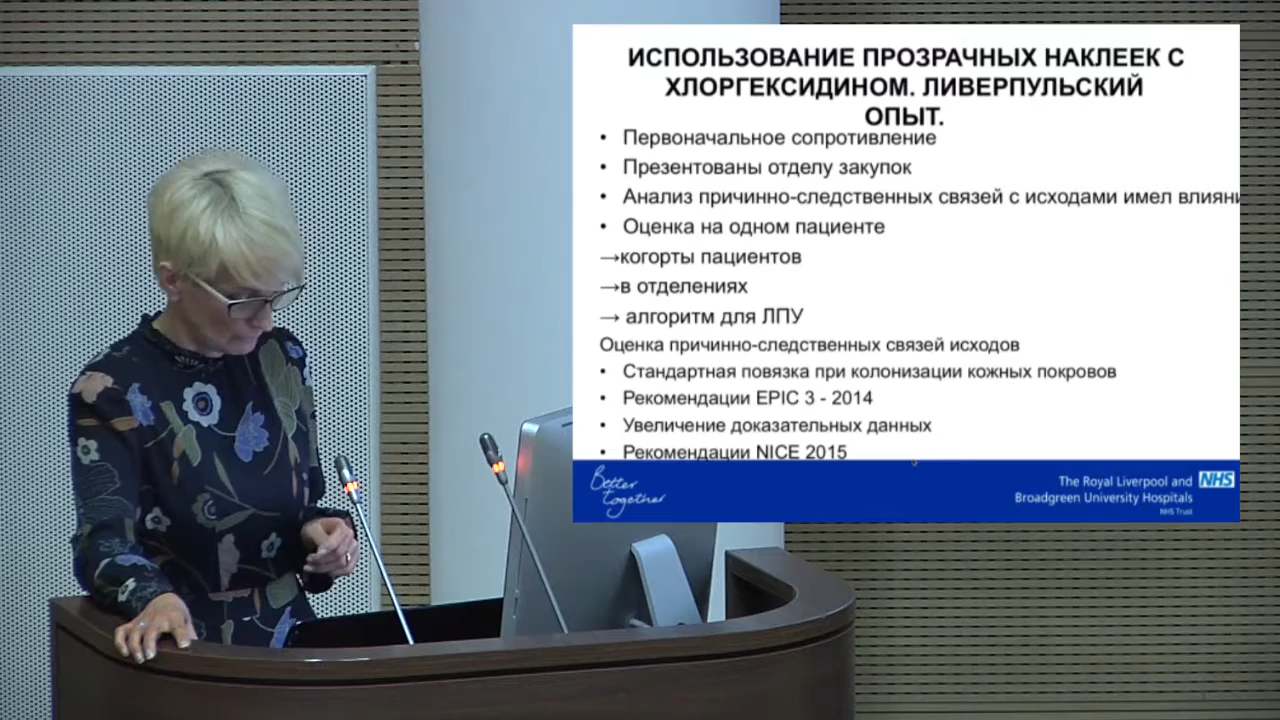 ИСПОЛЬЗОВАНИЕ ПРОЗРАЧНЫХ НАКЛЕЕК С
ХЛОРГЕКСИДИНОМ. ЛИВЕРПУЛЬСКИЙ
ОПЫТ.
• Первоначальное сопротивление
• Презентованы отделу закупок
• Анализ причинно-следственных связей с исходами имел влияни
• Оценка на одном пациенте
→когорты пациентов
→в отделениях
→ алгоритм для ЛПУ
Оценка причинно-следственных связей исходов
• Стандартная повязка при колонизации кожных покровов
• Рекомендации EPIC 3 - 2014
• Увеличение доказательных данных
• Рекомендации NICE 2015
Better
together
The Royal Liverpool and NHS
Broadgreen University Hospitals
NHS Trust